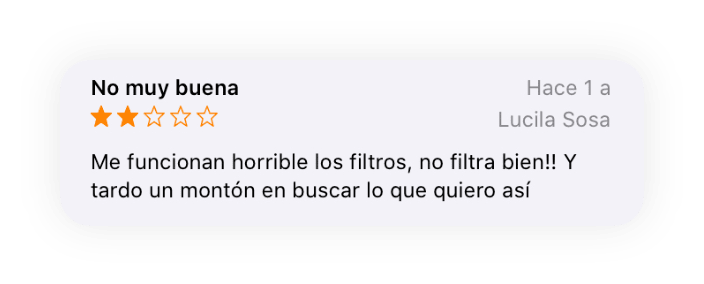 No muy buena
Hace 1 a
Lucila Sosa
Me funcionan horrible los filtros, no filtra bien!! Y
tardo un montón en buscar lo que quiero así